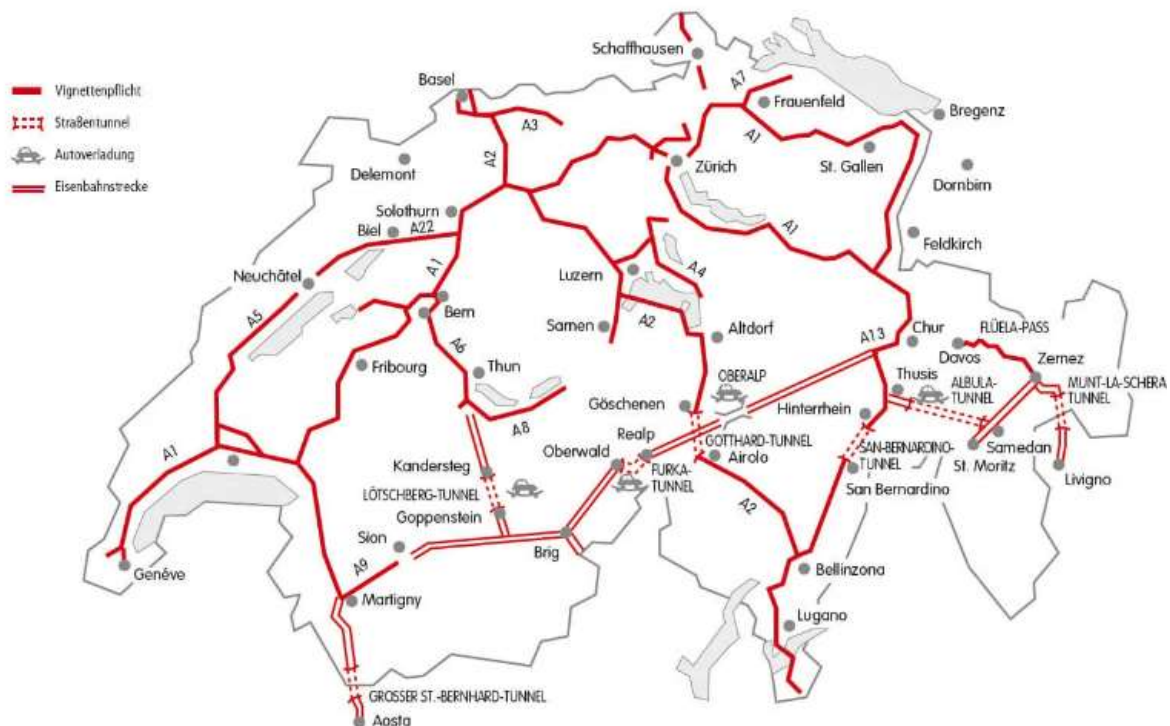 Vignettenpflicht
Straßentunnel
Autoverladung
Eisenbahnstrecke
Schaffhausen
Basel
A7
Frauenfeld
Bregenz
A3
A2
A1
Delemont
Zürich
St. Gallen
Dornbirn
Solothurn
Biel
A22
A1
Feldkirch
Neuchâtel
A1
Luzern
A4
A5
Bern
Samen
A2
Altdorf
A13
Chur
FLÜELA-PASS
Davos
A6
Fribourg
Thun
Zernez
OBERALP
Thusis
ALBULA-
TUNNEL
MUNT-LA-SCHERA
TUNNEL
Göschenen
Hinterrhein
A8
Realp
Oberwald
GOTTHARD-TUNNEL
Airolo
Samedan
St. Moritz
SAN-BERNARDINO-
TUNNEL
San Bernardino
Livigno
A1
Kandersteg
FURKA-
TUNNEL
LÖTSCHBERG-TUNNEL
Goppenstein
A2
Sion
Brig
Genêve
A9
Bellinzona
Martigny
Lugano
GROSSER ST.-BERNHARD-TUNNEL
Aosta